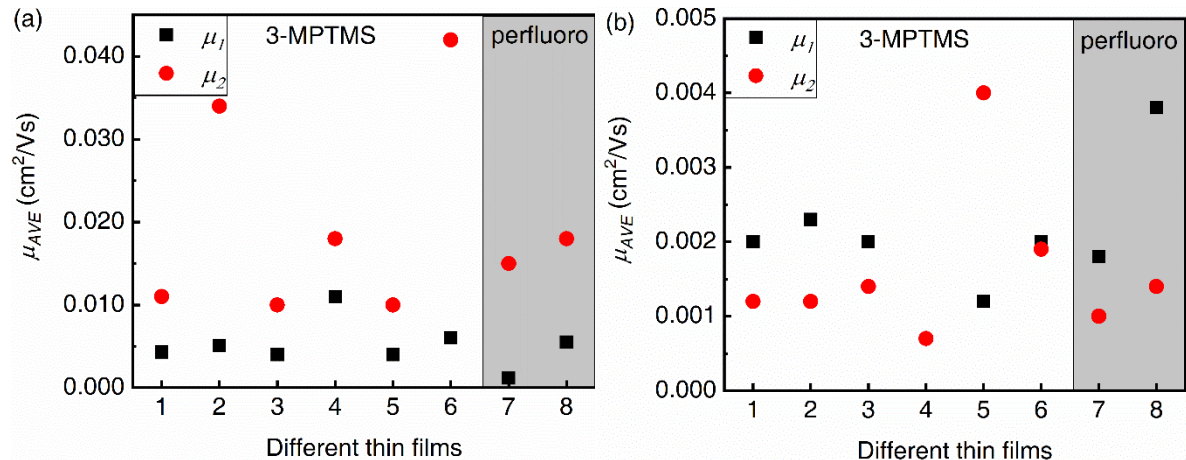 (a)
μ1
μ2
3-MPTMS
perfluoro
0.040
0.030
0.020
0.010
0.000
μAVE (cm²/Vs)
1 2 3 4 5 6 7 8
Different thin films
(b)
μ1
μ2
3-MPTMS
perfluoro
0.005
0.004
0.003
0.002
0.001
0.000
μAVE (cm²/Vs)
1 2 3 4 5 6 7 8
Different thin films